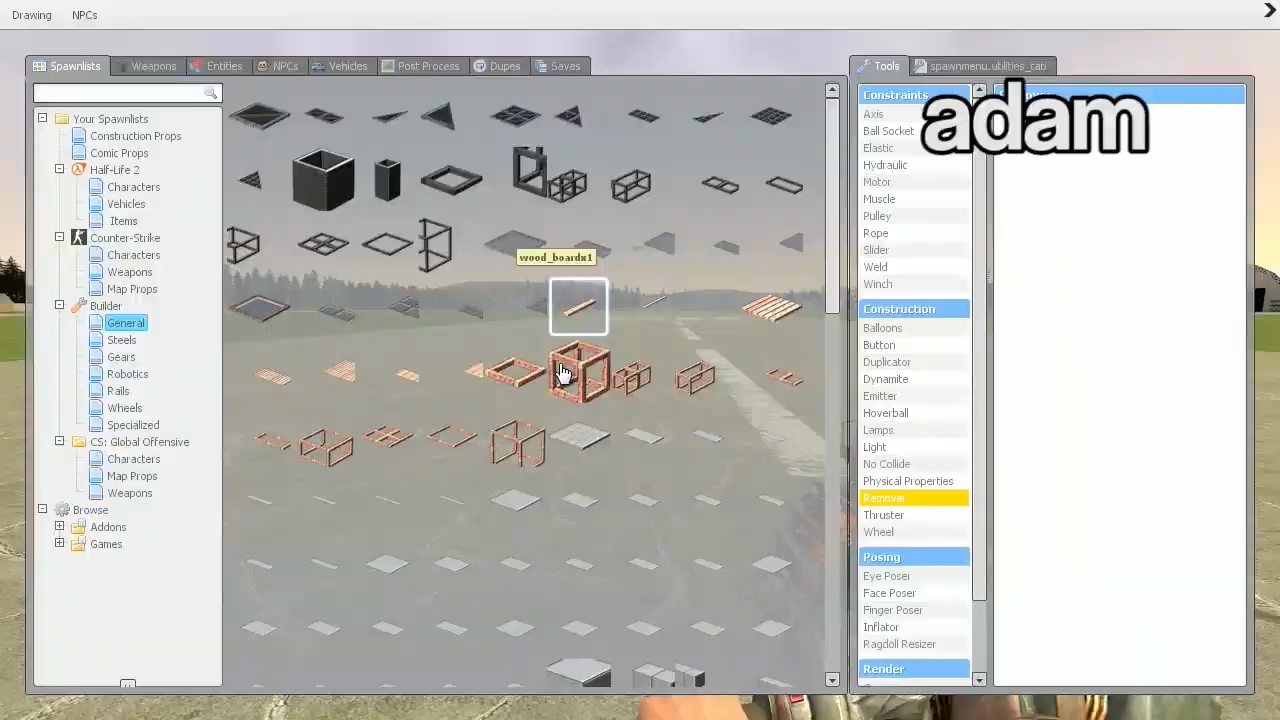 Drawing NPCs
Spawnlists Weapons Entities NPCs Vehicles Post Process Dupes Saves
Your Spawnlists
Construction Props
Comic Props
Half-Life 2
Characters
Vehicles
Items
Counter-Strike
Characters
Weapons
Map Props
Builder
General
Steels
Gears
Robotics
Rails
Wheels
Specialized
CS: Global Offensive
Characters
Map Props
Weapons
Browse
Addons
Games
wood_boardx1
Tools spawnmenu.utilities_tab
Constraints
Axis
Ball Socket
Elastic
Hydraulic
Motor
Muscle
Pulley
Rope
Slider
Weld
Winch
Construction
Balloons
Button
Duplicator
Dynamite
Emitter
Hoverball
Lamps
Light
No Collide
Physical Properties
Remover
Thruster
Wheel
Posing
Eye Poser
Face Poser
Finger Poser
Inflator
Ragdoll Resizer
Render
adam